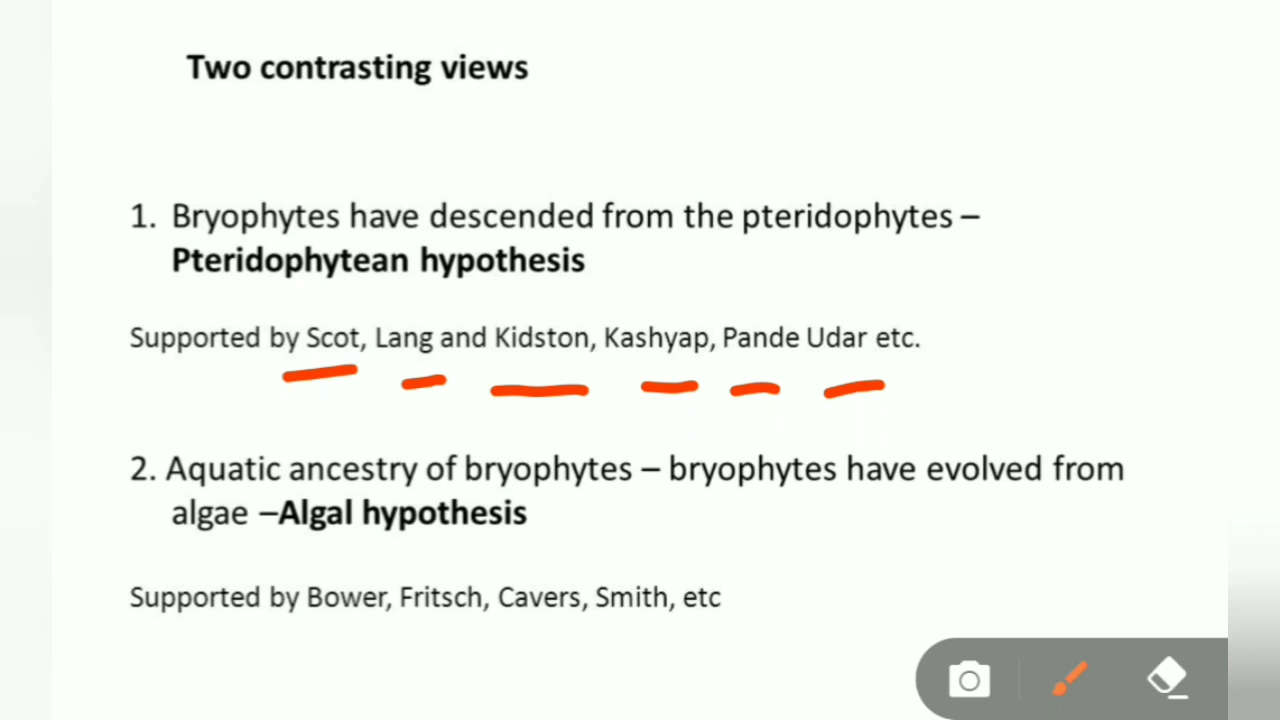 Two contrasting views
1. Bryophytes have descended from the pteridophytes –
Pteridophytean hypothesis
Supported by Scot, Lang and Kidston, Kashyap, Pande Udar etc.
2. Aquatic ancestry of bryophytes – bryophytes have evolved from
algae –Algal hypothesis
Supported by Bower, Fritsch, Cavers, Smith, etc